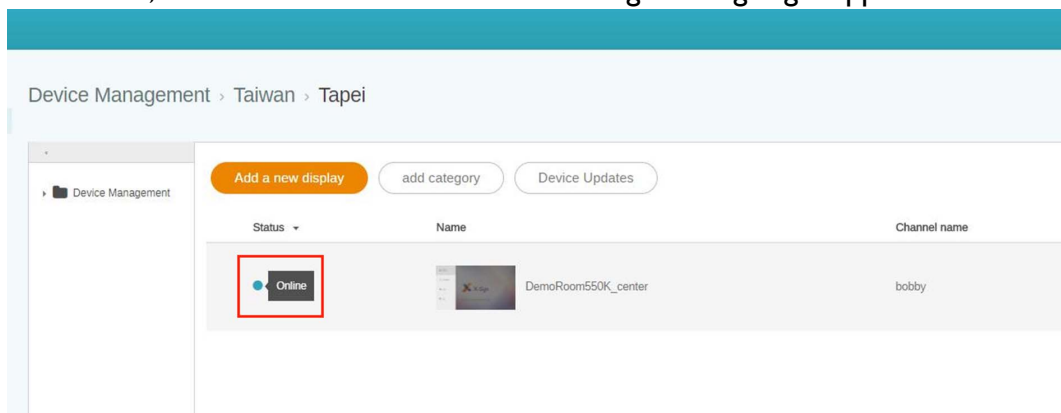 Device Management › Taiwan › Tapei
Device Management
Add a new display
add category
Device Updates
Status
Name
Channel name
Online
DemoRoom550K_center
bobby